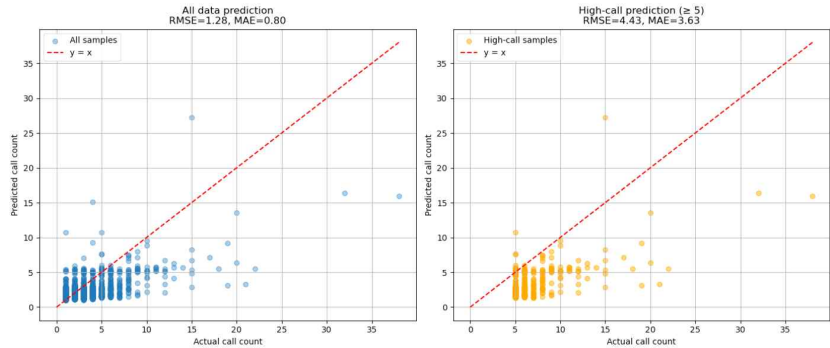 All data prediction
RMSE=1.28, MAE=0.80
All samples
y = x
Predicted call count
35
30
25
20
15
10
5
0
0 5 10 15 20 25 30 35
Actual call count
High-call prediction (≥ 5)
RMSE=4.43, MAE=3.63
High-call samples
y = x
Predicted call count
35
30
25
20
15
10
5
0
0 5 10 15 20 25 30 35
Actual call count